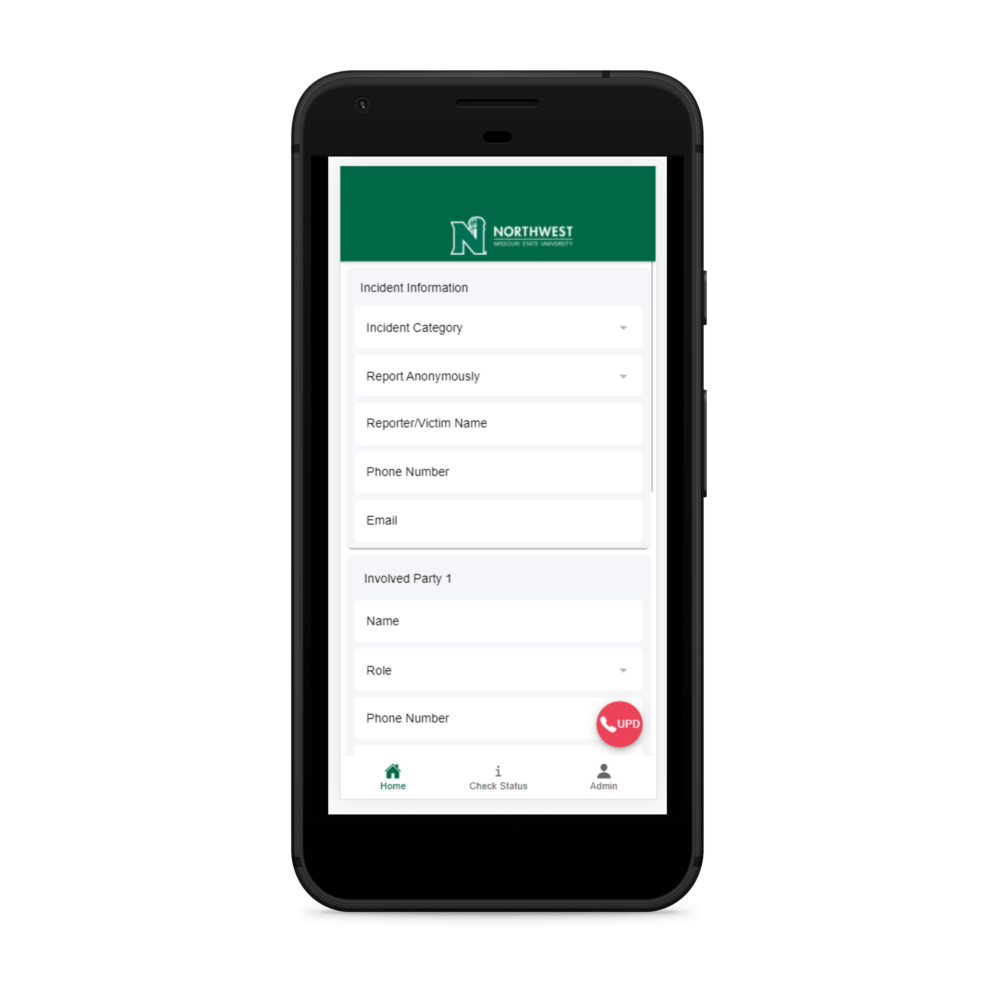 NORTHWEST
MISSOURI STATE UNIVERSITY
Incident Information
Incident Category
Report Anonymously
Reporter/Victim Name
Phone Number
Email
Involved Party 1
Name
Role
Phone Number
UPD
Home
Check Status
Admin